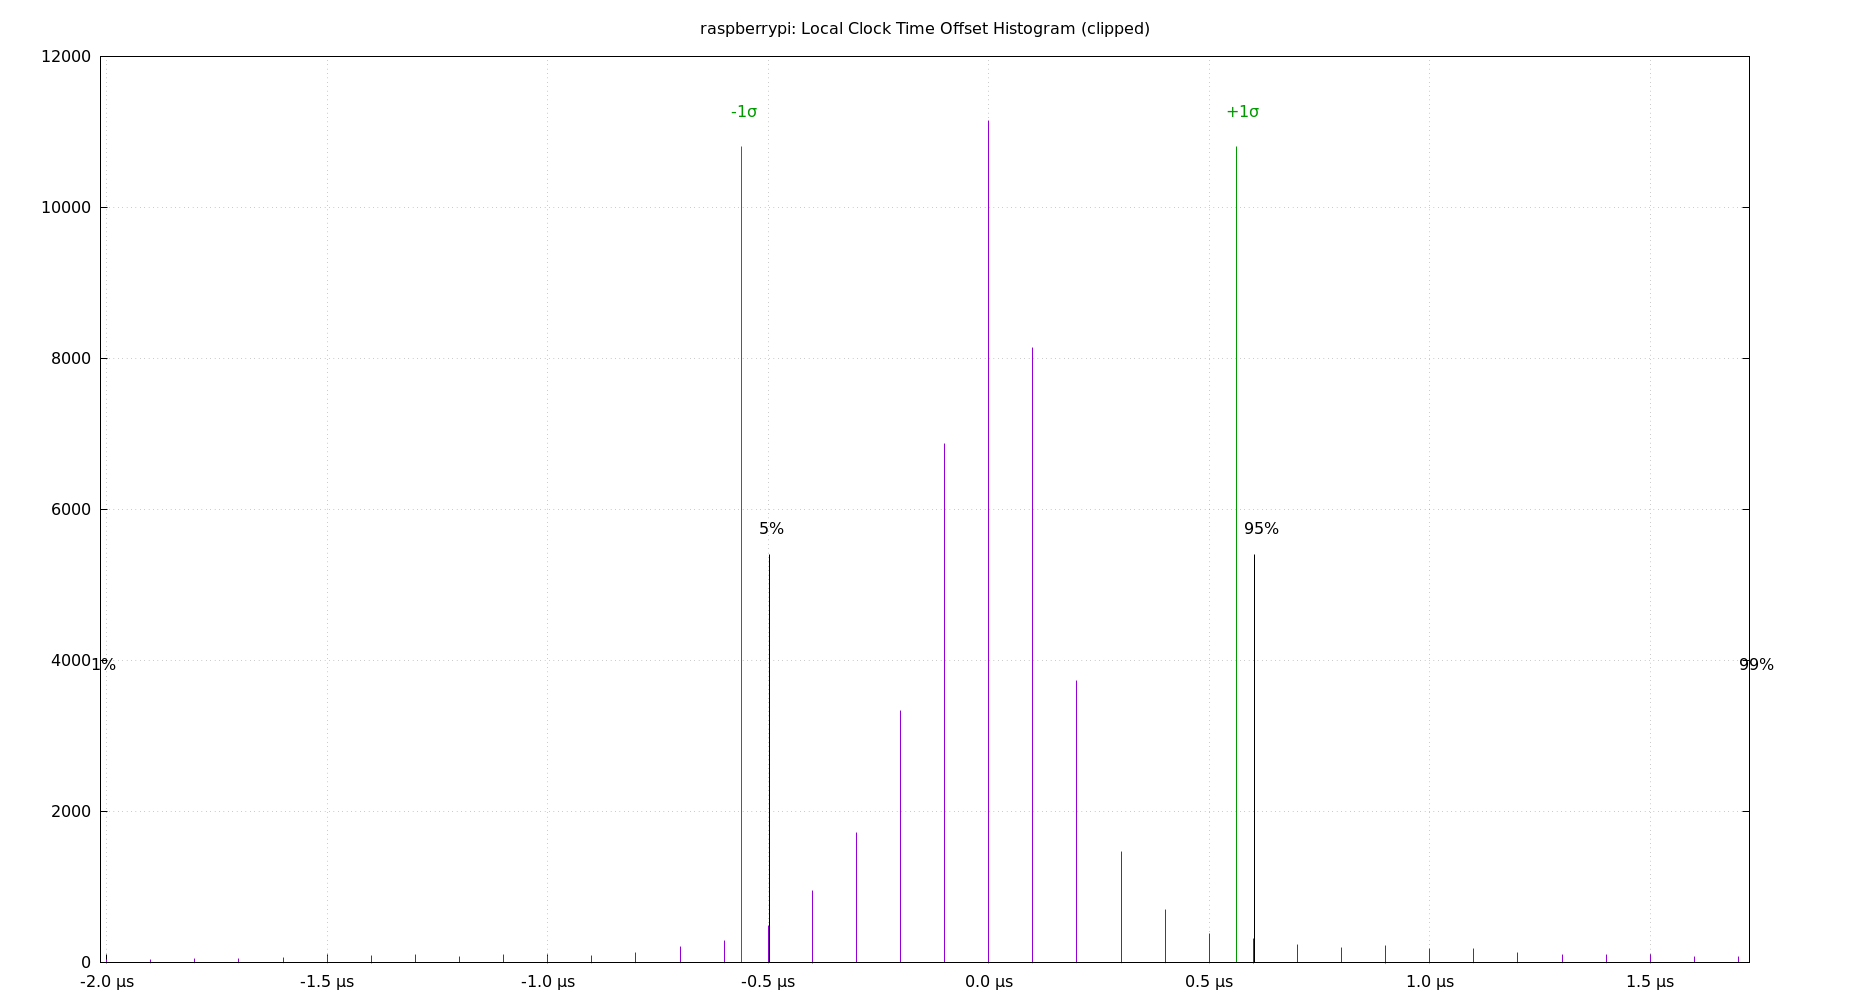 raspberrypi: Local Clock Time Offset Histogram (clipped)
12000
-1σ +1σ
10000
8000
6000
5% 95%
4000 1% 99%
2000
0
-2.0 µs -1.5 µs -1.0 µs -0.5 µs 0.0 µs 0.5 µs 1.0 µs 1.5 µs